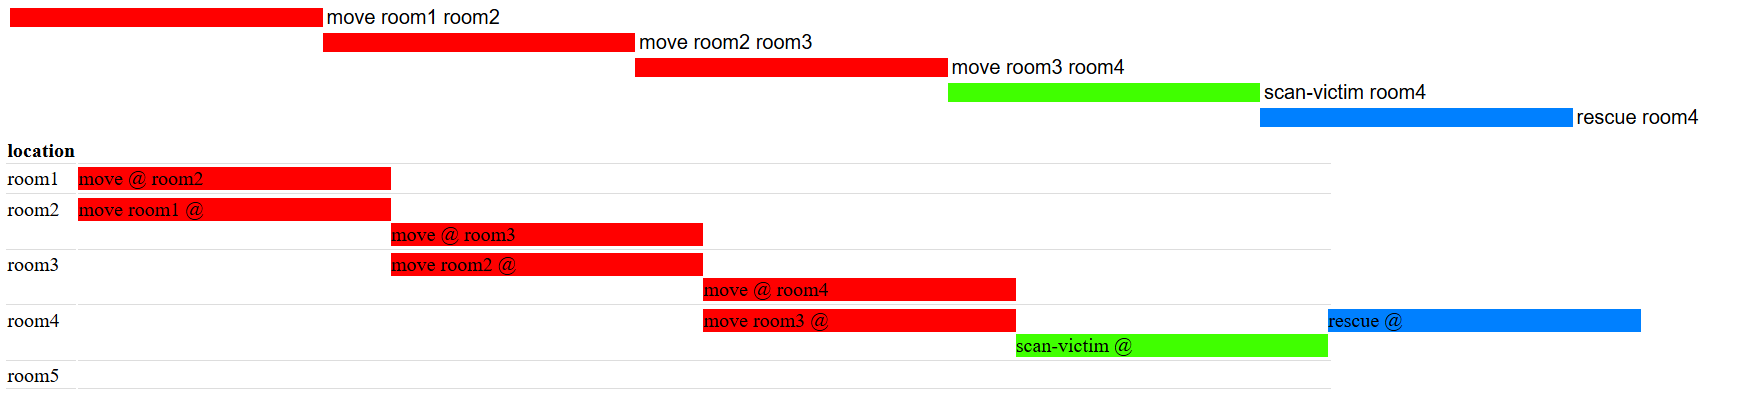 move room1 room2
move room2 room3
move room3 room4
scan-victim room4
rescue room4
location
room1 move @ room2
room2 move room1 @
move @ room3
room3 move room2 @
move @ room4
room4 move room3 @ rescue @
scan-victim @
room5